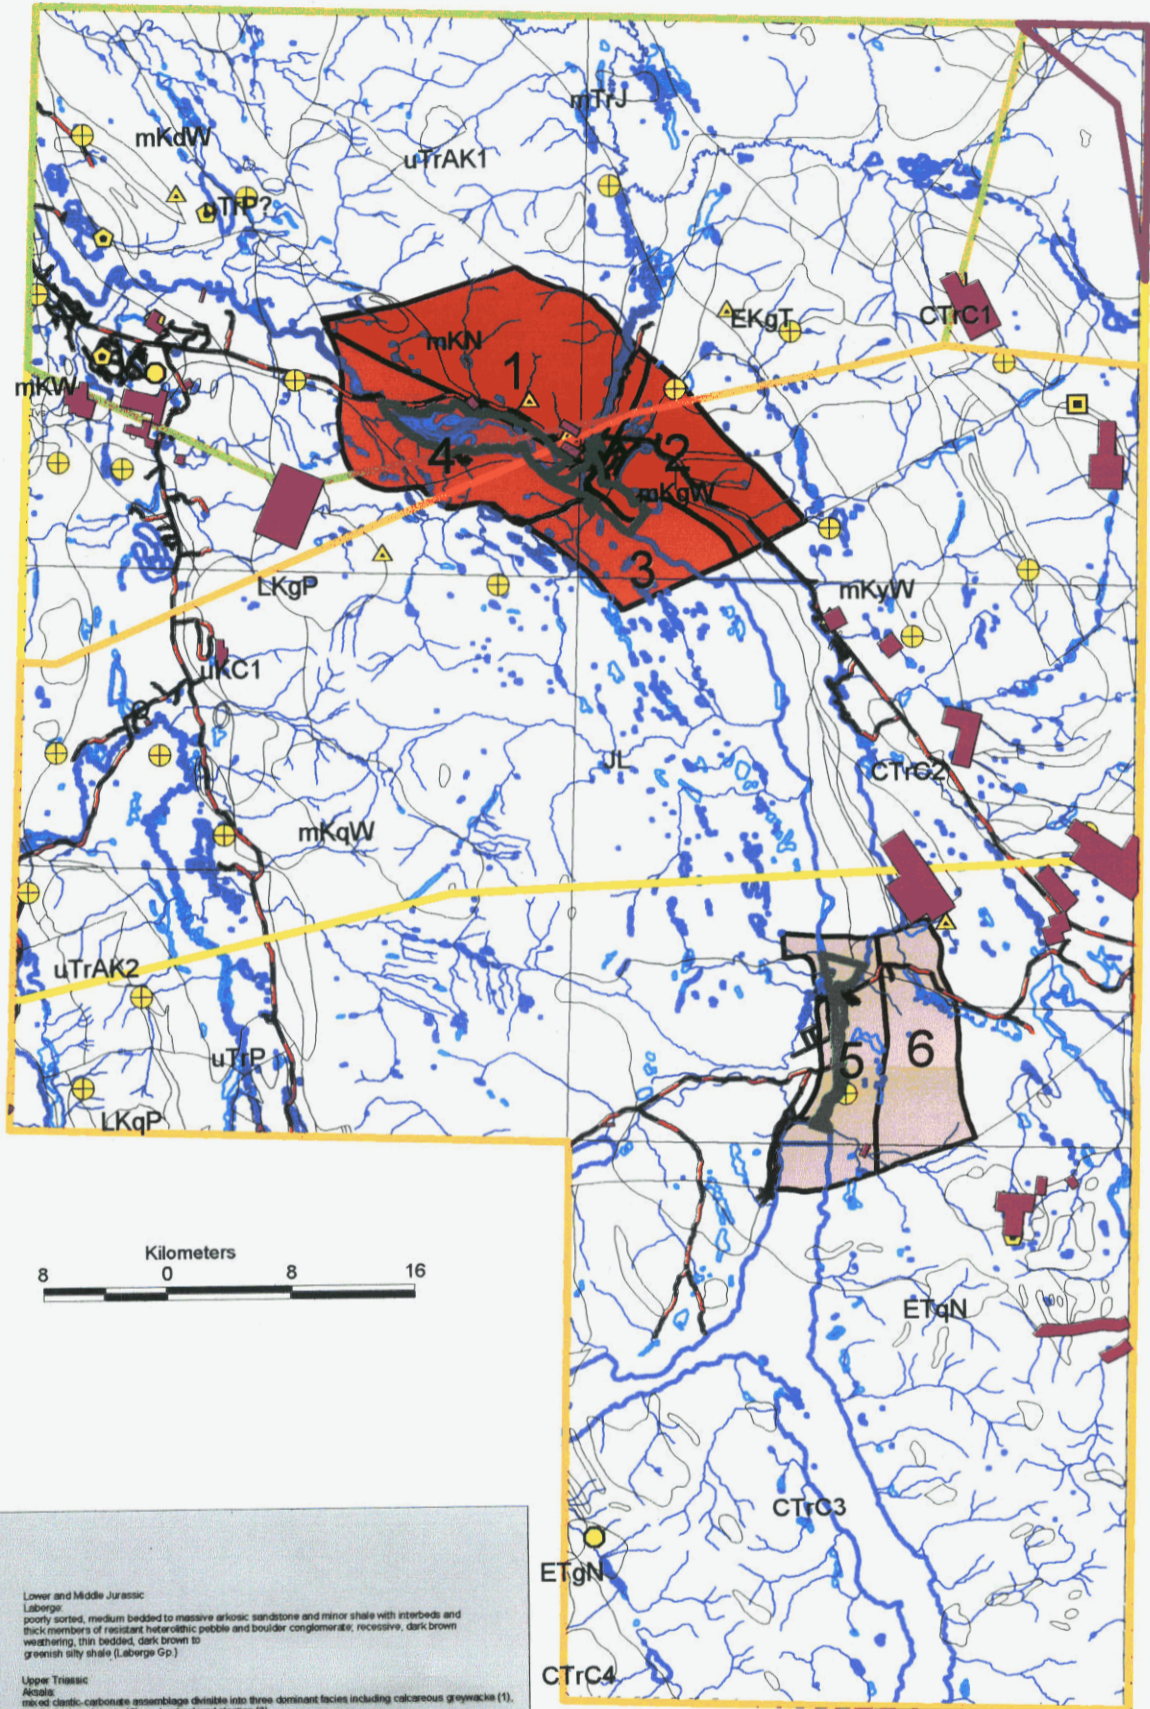 mTrJ
mKdW
uTrAK1
uTrP?
EKgT
CTrC1
mKN
1
mKW
2
4
mKqW
3
LKgP
mKyW
uKC1
JL
CTrC2
mKqW
uTrAK2
5
6
uTrP
LKqP
Kilometers
8 0 8 16
ETqN
CTrC3
ETgN
CTrC4
Lower and Middle Jurassic
Laberge:
poorly sorted, medium bedded to massive arkosic sandstone and minor shale with interbeds and
thick members of resistant heterolithic pebble and boulder conglomerate; recessive, dark brown
weathering, thin bedded, dark brown to
greenish silty shale (Laberge Gp.)
Upper Triassic
Aksala:
mixed clastic-carbonate assemblage divisible into three dominant facies including calcareous greywacke (1),